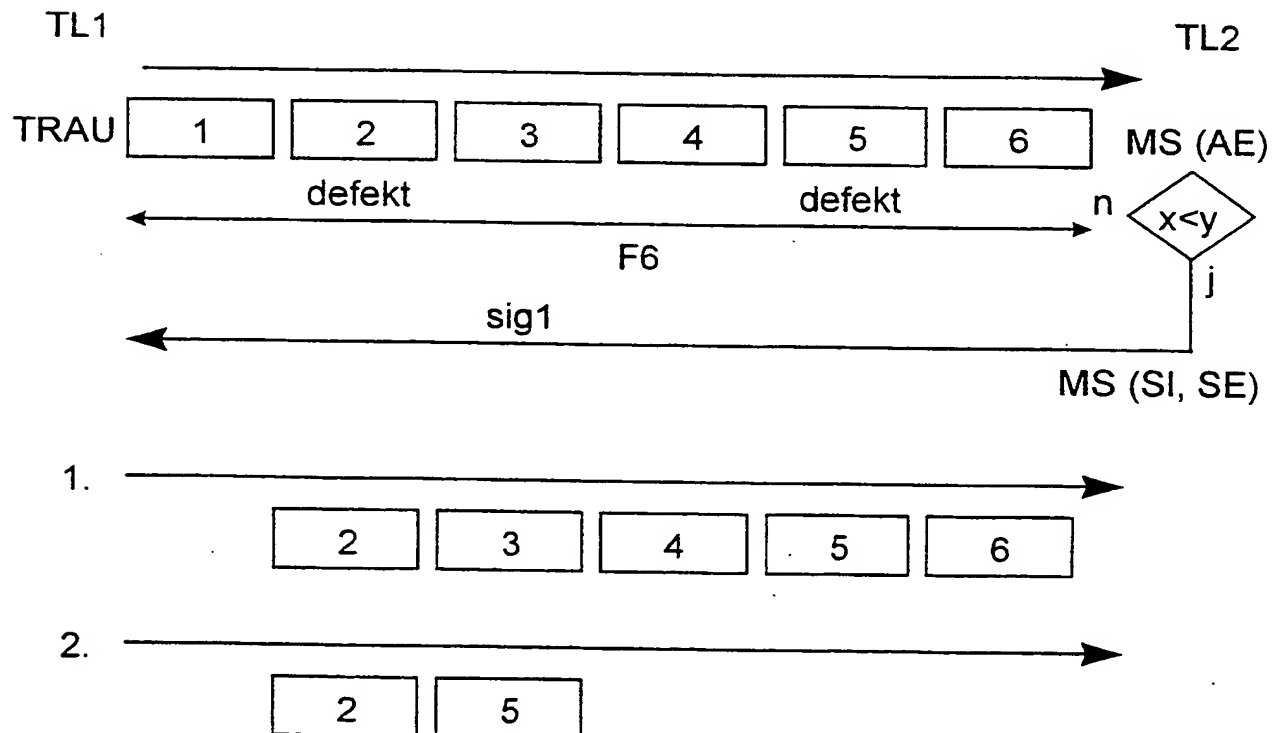 TL1
TL2
TRAU 1 2 3 4 5 6 MS (AE)
defekt defekt n x<y
F6
j
sig1
MS (SI, SE)
1.
2 3 4 5 6
2.
2 5